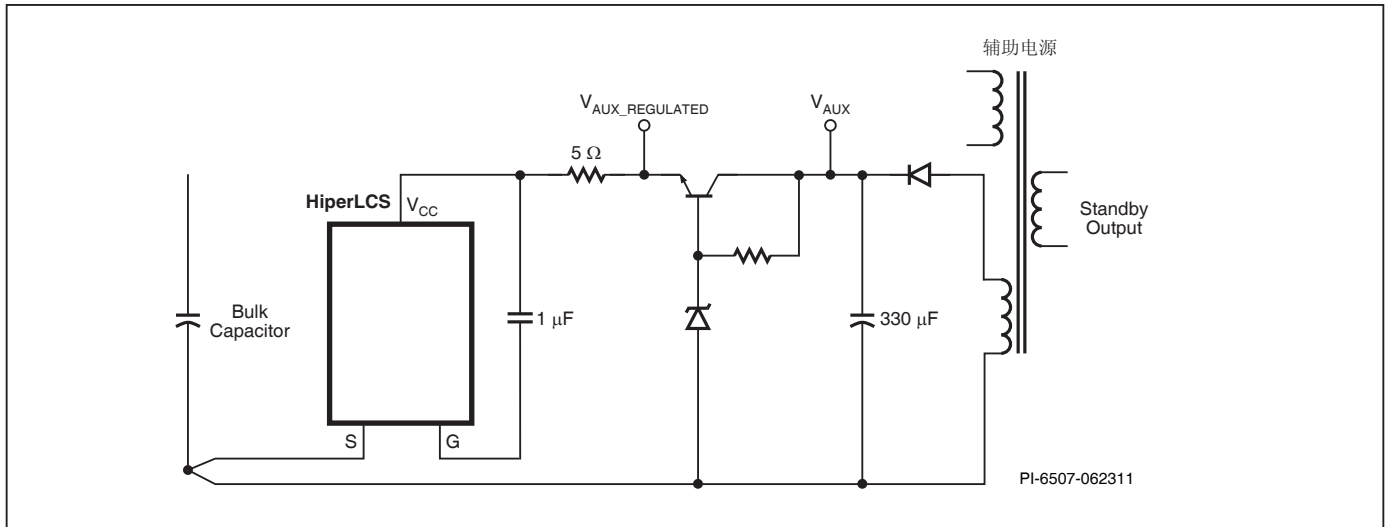 辅助电源
VAUX_REGULATED
VAUX
5 Ω
HiperLCS
VCC
Standby
Output
Bulk
Capacitor
1 μF
330 μF
S
G
PI-6507-062311